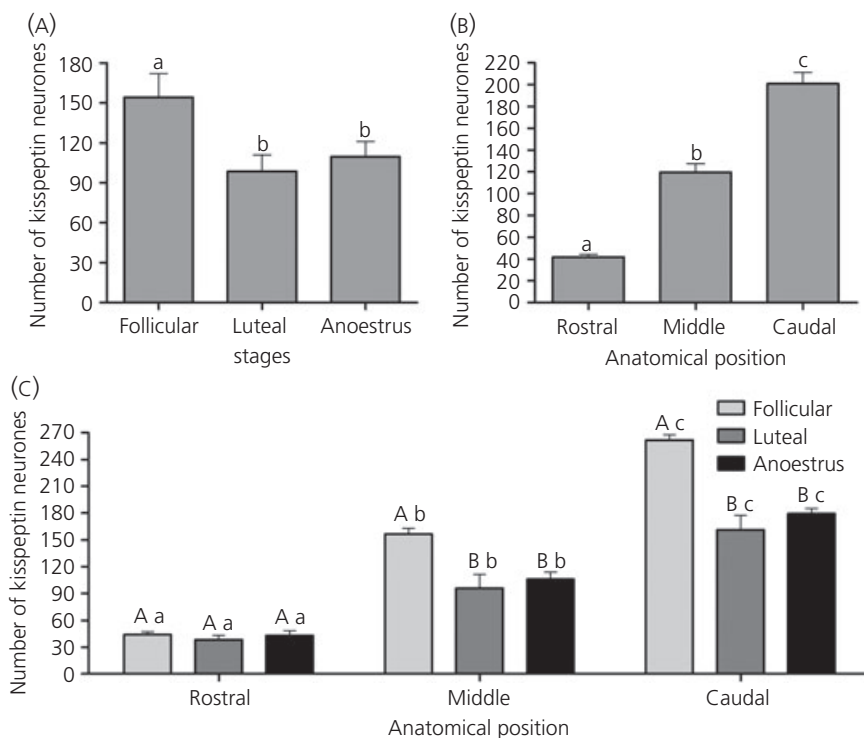 (A)
Number of kisspeptin neurones
180
150
120
90
60
30
0
a
b
b
Follicular
Luteal
Anoestrus
stages
(B)
Number of kisspeptin neurones
220
200
180
160
140
120
100
80
60
40
20
0
a
b
c
Rostral
Middle
Caudal
Anatomical position
(C)
Number of kisspeptin neurones
270
240
210
180
150
120
90
60
30
0
A a
A a
A a
A b
B b
B b
A c
B c
B c
Follicular
Luteal
Anoestrus
Rostral
Middle
Caudal
Anatomical position